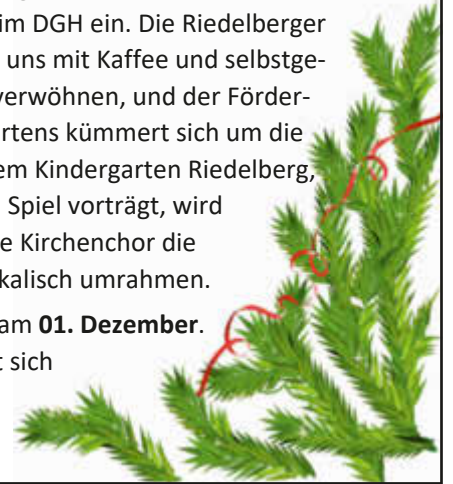 im DGH ein. Die Riedelberger
uns mit Kaffee und selbstge-
verwöhnen, und der Förder-
rtens kümmert sich um die
em Kindergarten Riedelberg,
Spiel vorträgt, wird
e Kirchenchor die
kalisch umrahmen.
am 01. Dezember.
t sich